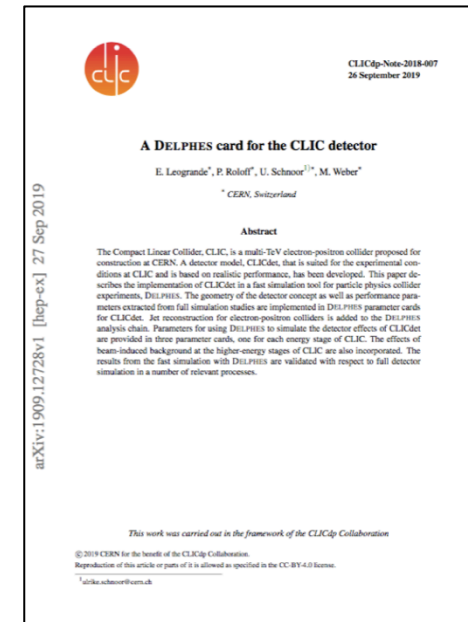 clic
CLICdp-Note-2018-007
26 September 2019
A DELPHES card for the CLIC detector
E. Leogrande*, P. Roloff*, U. Schnoor1)*, M. Weber*
* CERN, Switzerland
Abstract
The Compact Linear Collider, CLIC, is a multi-TeV electron-positron collider proposed for
construction at CERN. A detector model, CLICdet, that is suited for the experimental con-
ditions at CLIC and is based on realistic performance, has been developed. This paper de-
scribes the implementation of CLICdet in a fast simulation tool for particle physics collider
experiments, DELPHES. The geometry of the detector concept as well as performance para-
meters extracted from full simulation studies are implemented in DELPHES parameter cards
for CLICdet. Jet reconstruction for electron-positron colliders is added to the DELPHES
analysis chain. Parameters for using DELPHES to simulate the detector effects of CLICdet
are provided in three parameter cards, one for each energy stage of CLIC. The effects of
beam-induced background at the higher-energy stages of CLIC are also incorporated. The
results from the fast simulation with DELPHES are validated with respect to full detector
simulation in a number of relevant processes.
This work was carried out in the framework of the CLICdp Collaboration
© 2019 CERN for the benefit of the CLICdp Collaboration.
Reproduction of this article or parts of it is allowed as specified in the CC-BY-4.0 license.
1ulrike.schnoor@cern.ch
arXiv:1909.12728v1 [hep-ex] 27 Sep 2019